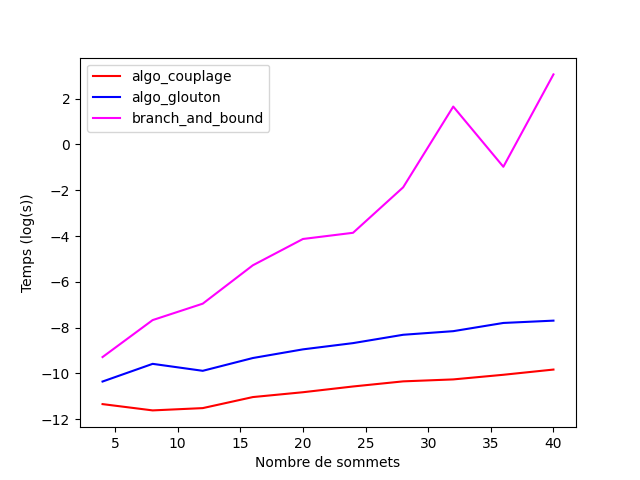 algo_couplage
algo_glouton
branch_and_bound
2
0
−2
−4
−6
−8
−10
−12
Temps (log(s))
5 10 15 20 25 30 35 40
Nombre de sommets